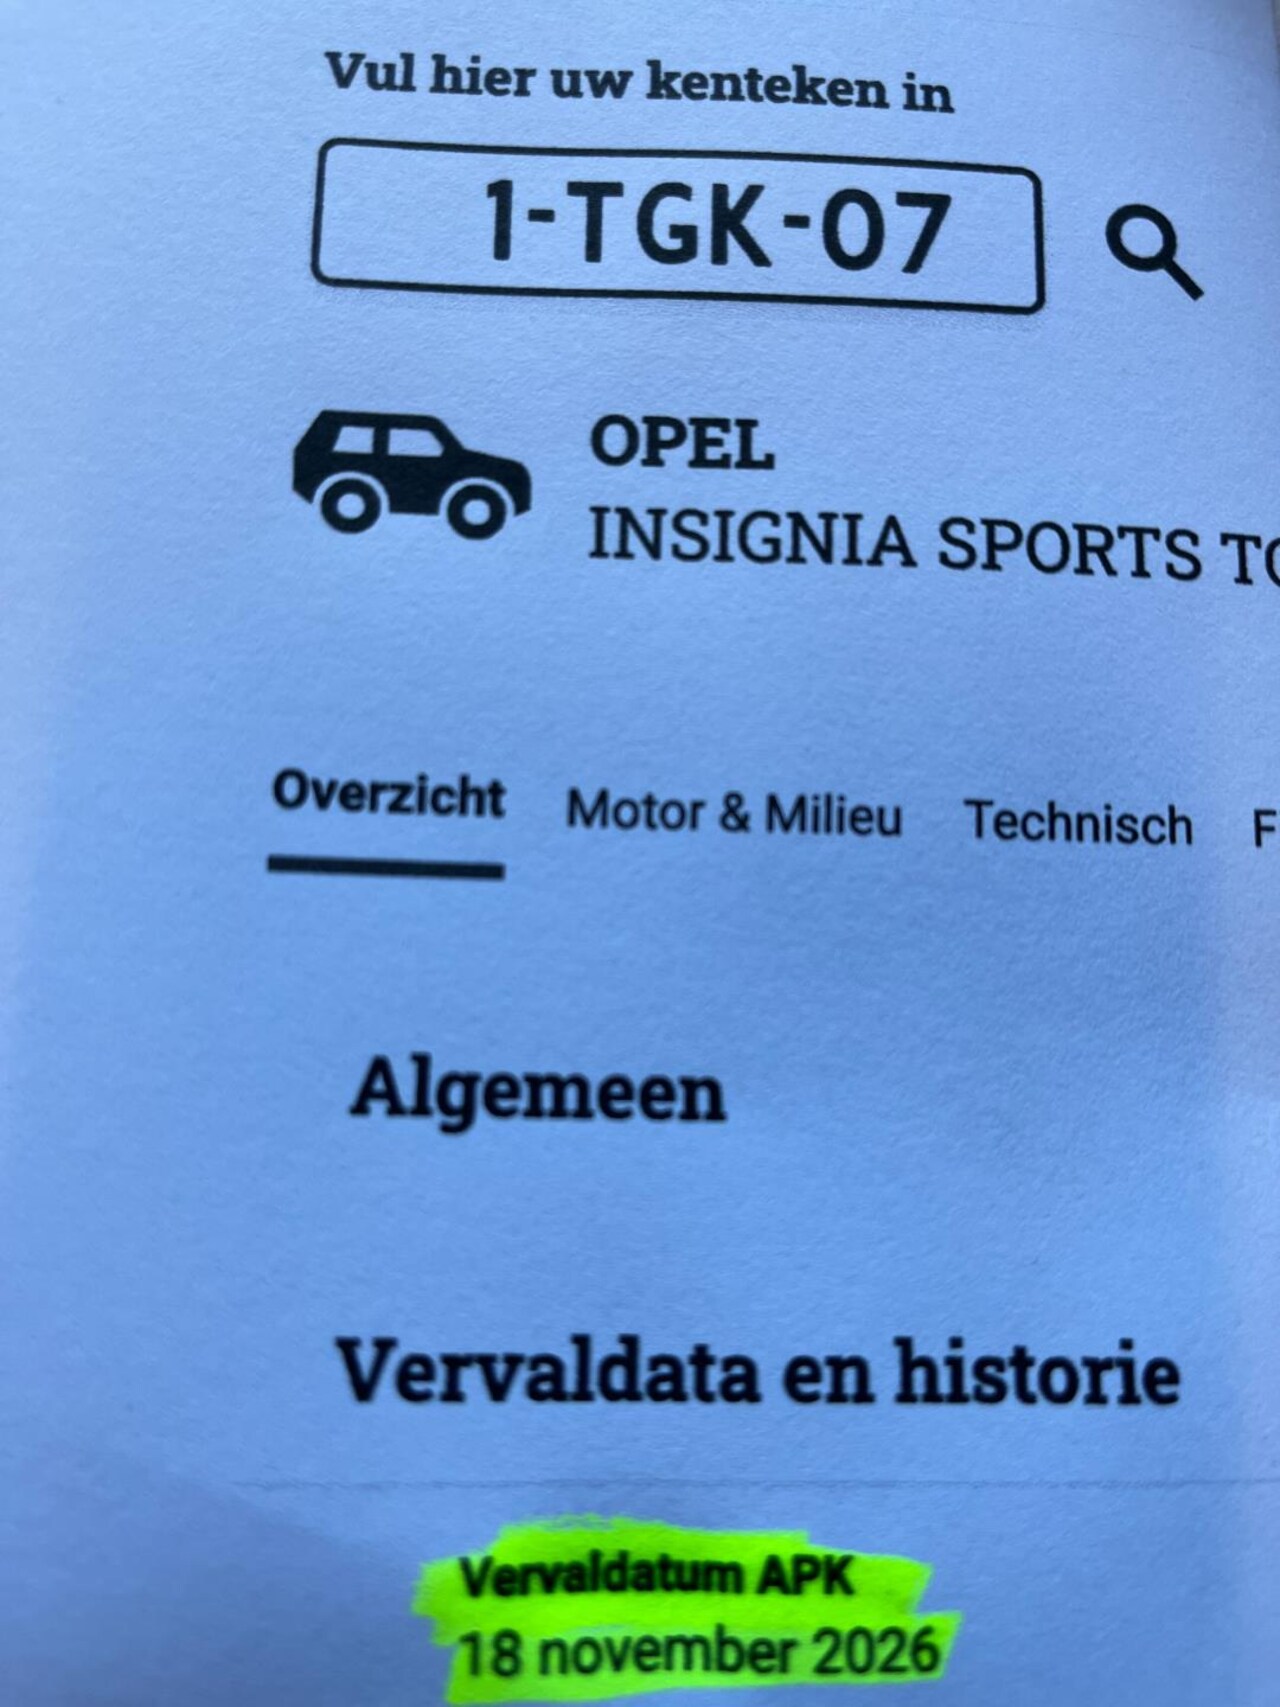 Vul hier uw kenteken in
1-TGK-07
OPEL
INSIGNIA SPORTS
Overzicht Motor & Milieu Technisch
Algemeen
Vervaldata en historie
Vervaldatum APK
18 november 2026